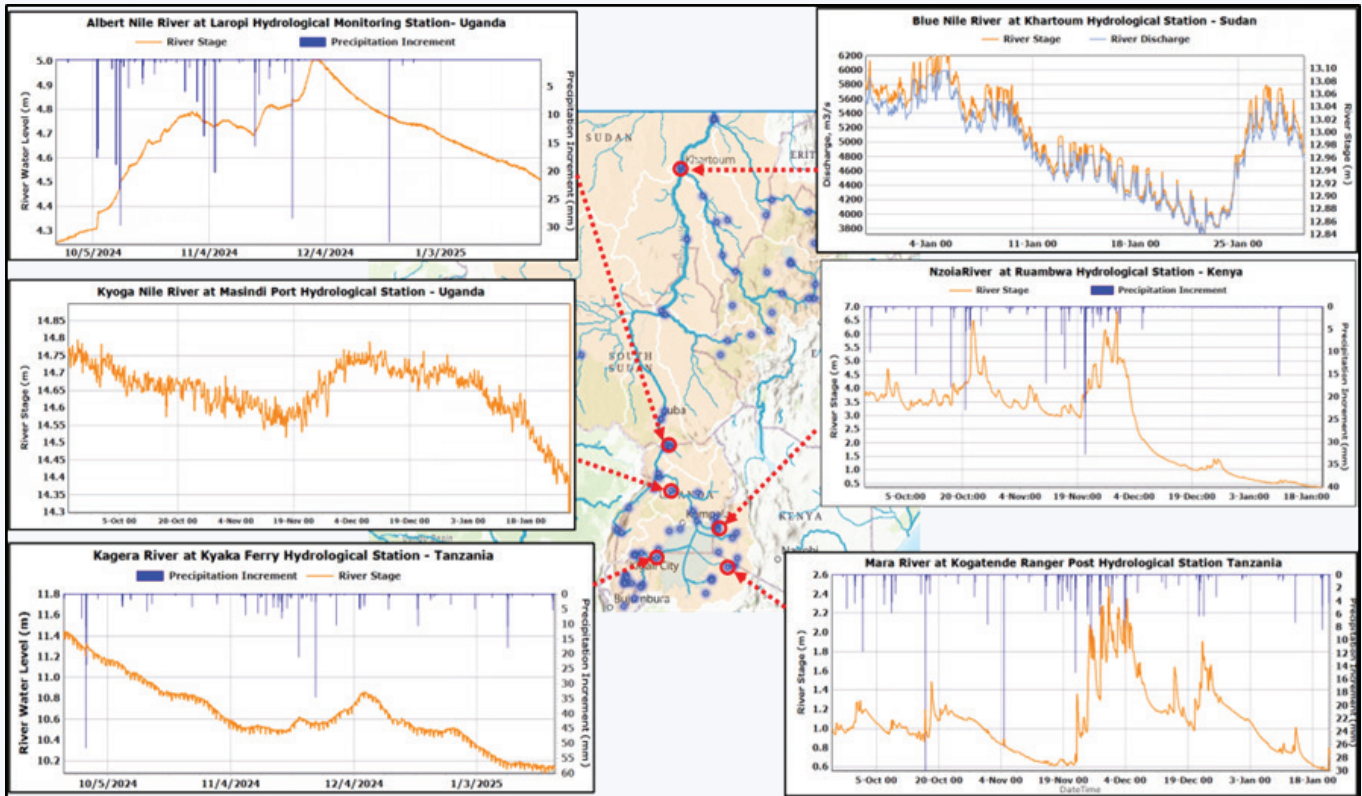 Albert Nile River at Laropi Hydrological Monitoring Station- Uganda
River Stage
Precipitation Increment
River Water Level (m)
5.0
4.9
4.7
4.6
4.4
4.3
Precipitation Increment (mm)
5
10
15
20
25
30
10/5/2024
11/4/2024
12/4/2024
1/3/2025
Kyoga Nile River at Masindi Port Hydrological Station - Uganda
River Stage
River Stage (m)
14.85
14.8
14.75
14.7
14.65
14.6
14.55
14.5
14.45
14.4
14.35
14.3
5-Oct 00
20-Oct 00
4-Nov 00
19-Nov 00
4-Dec 00
19-Dec 00
3-Jan 00
18-Jan 00
Kagera River at Kyaka Ferry Hydrological Station - Tanzania
Precipitation Increment
River Stage
River Water Level (m)
11.8
11.4
11.2
11.0
10.8
10.6
10.4
10.2
Precipitation Increment (mm)
0
5
10
15
20
25
30
35
40
45
50
55
60
10/5/2024
11/4/2024
12/4/2024
1/3/2025
SUDAN
Khartoum
ERIT
SOUTH
SUDAN
Juba
KENYA
Bujumbura
Blue Nile River at Khartoum Hydrological Station - Sudan
River Stage
River Discharge
Discharge, m3/s
6200
5800
5600
5200
5000
4800
4600
4400
4000
3800
River Stage (m)
13.10
13.08
13.04
13.03
13.00
12.96
12.94
12.90
12.88
12.86
12.84
4-Jan 00
11-Jan 00
18-Jan 00
25-Jan 00
NzoiaRiver at Ruambwa Hydrological Station - Kenya
River Stage
Precipitation Increment
River Stage (m)
7.0
6.5
6.0
5.5
5.0
4.5
4.0
3.5
3.0
2.5
2.0
1.5
1.0
0.5
Precipitation Increment (mm)
0
5
10
15
20
25
30
35
40
5-Oct 00
20-Oct 00
4-Nov 00
19-Nov 00
4-Dec 00
19-Dec 00
3-Jan 00
18-Jan 00
Mara River at Kogatende Ranger Post Hydrological Station Tanzania
River Stage
Precipitation Increment
River Stage (m)
2.6
2.4
2.2
2.0
1.8
1.6
1.4
1.2
1.0
0.8
0.6
Precipitation Increment (mm)
0
2
4
6
8
10
12
14
16
18
20
22
24
26
28
30
5-Oct 00
20-Oct 00
4-Nov 00
19-Nov 00
4-Dec 00
19-Dec 00
3-Jan 00
18-Jan 00
DateTime